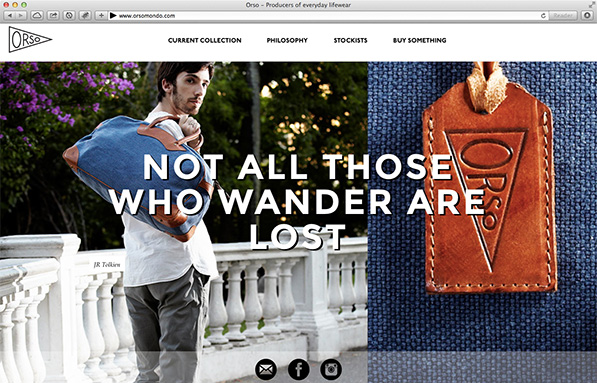 Orso – Producers of everyday lifewear
www.orsomondo.com
Reader
ORSO
CURRENT COLLECTION
PHILOSOPHY
STOCKISTS
BUY SOMETHING
NOT ALL THOSE
WHO WANDER ARE
LOST
JR Tolkien
ORSO